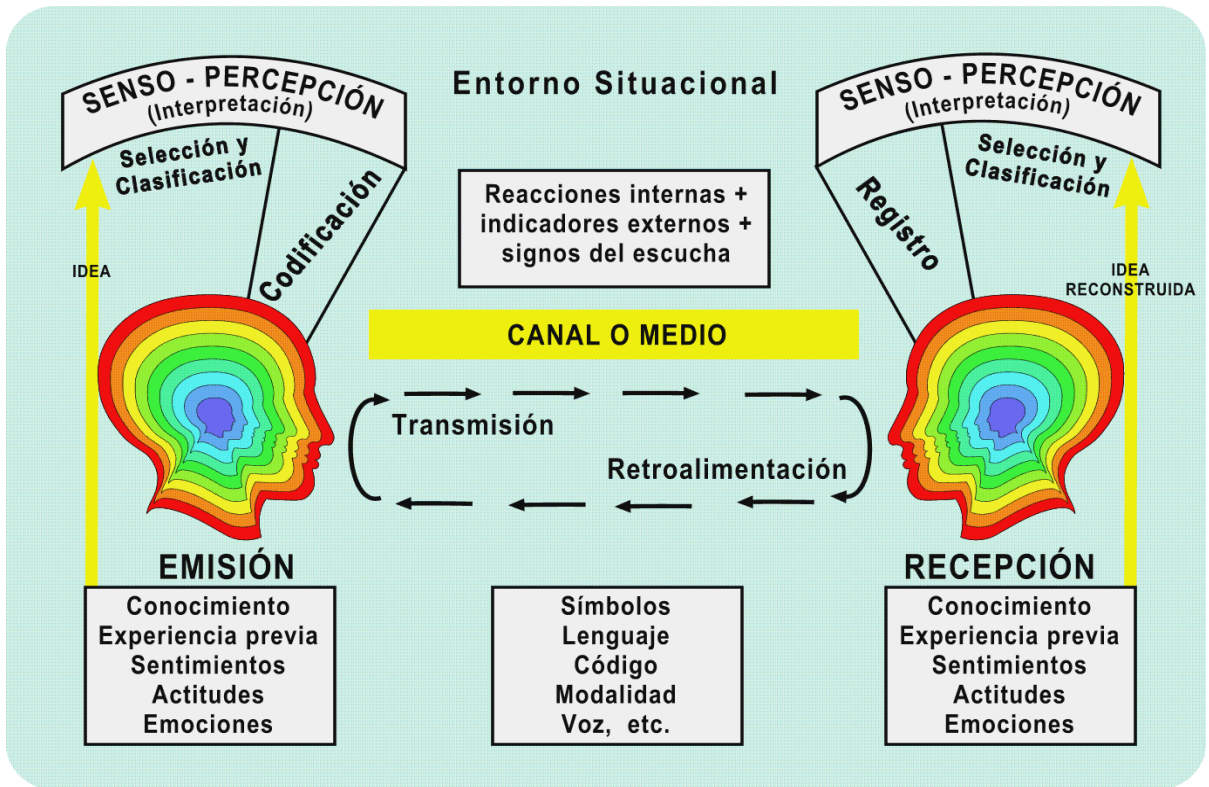 Entorno Situacional
SENSO - PERCEPCIÓN
(Interpretación)
Selección y
Clasificación
Codificación
IDEA
Reacciones internas +
indicadores externos +
signos del escucha
SENSO - PERCEPCIÓN
(Interpretación)
Selección y
Clasificación
Registro
IDEA
RECONSTRUIDA
CANAL O MEDIO
Transmisión
Retroalimentación
EMISIÓN
Conocimiento
Experiencia previa
Sentimientos
Actitudes
Emociones
Símbolos
Lenguaje
Código
Modalidad
Voz, etc.
RECEPCIÓN
Conocimiento
Experiencia previa
Sentimientos
Actitudes
Emociones